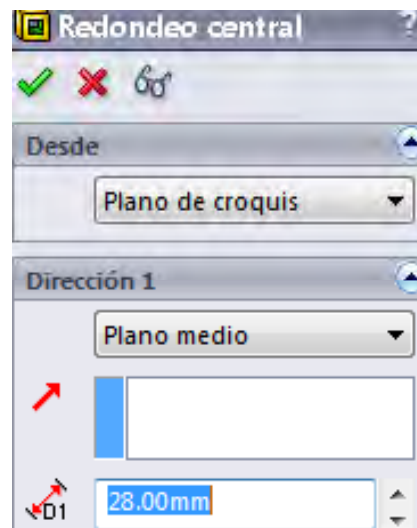 Redondeo central ?
Desde
Plano de croquis
Dirección 1
Plano medio
D1 28.00mm